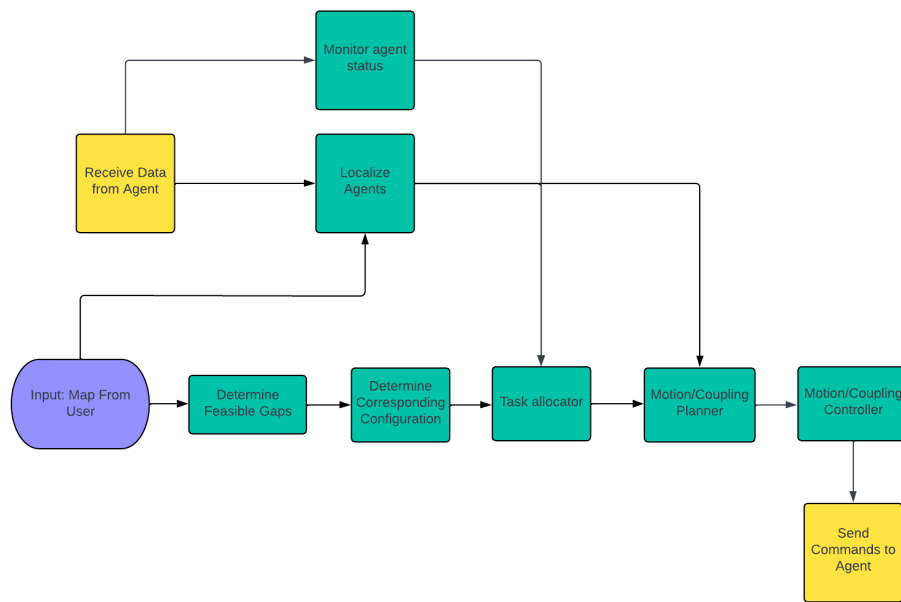 Monitor agent
status
Receive Data
from Agent
Localize
Agents
Input: Map From
User
Determine
Feasible Gaps
Determine
Corresponding
Configuration
Task allocator
Motion/Coupling
Planner
Motion/Coupling
Controller
Send
Commands to
Agent